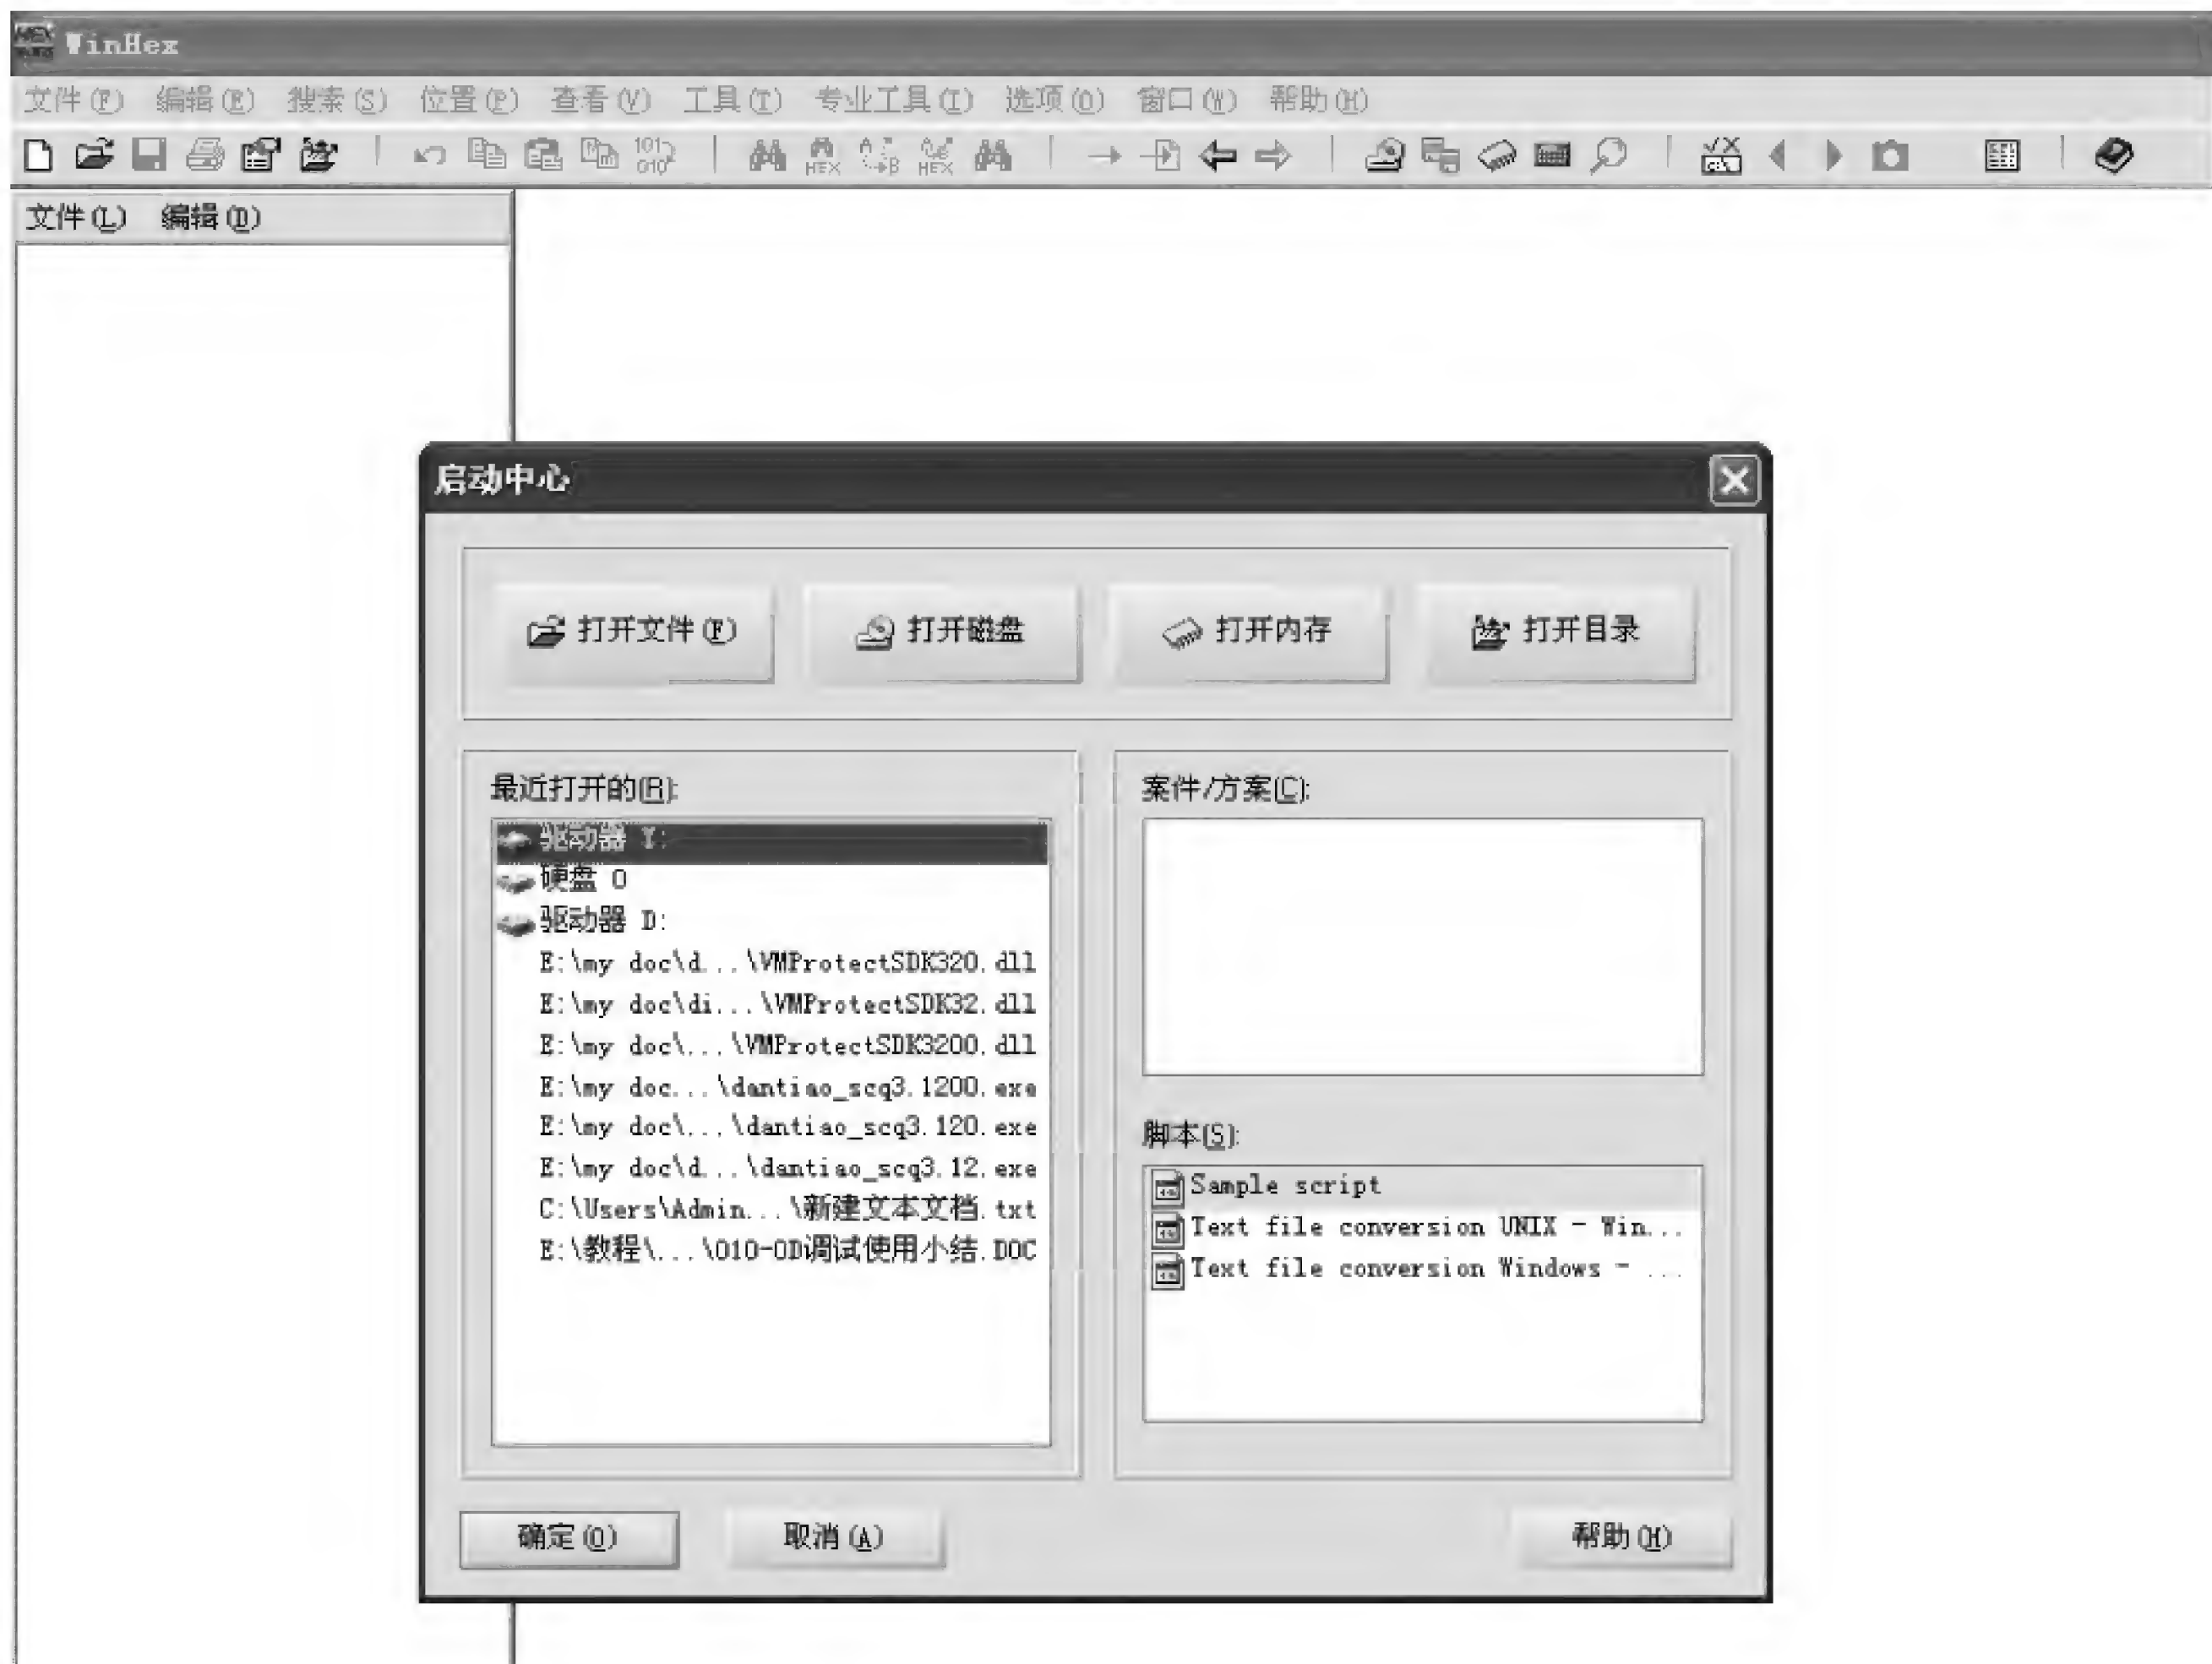 WinHex
文件(F) 编辑(E) 搜索(S) 位置(P) 查看(V) 工具(T) 专业工具(I) 选项(O) 窗口(W) 帮助(H)
文件(L) 编辑(D)
启动中心
打开文件(F) 打开磁盘 打开内存 打开目录
最近打开的(R):
驱动器 I:
硬盘 0
驱动器 D:
E:\my doc\d...\VMProtectSDK320.dll
E:\my doc\di...\VMProtectSDK32.dll
E:\my doc\...\VMProtectSDK3200.dll
E:\my doc...\dantiao_scq3.1200.exe
E:\my doc\...\dantiao_scq3.120.exe
E:\my doc\d...\dantiao_scq3.12.exe
C:\Users\Admin...\新建文本文档.txt
E:\教程\...\010-OD调试使用小结.DOC
案件/方案(C):
脚本(S):
Sample script
Text file conversion UNIX - Win...
Text file conversion Windows - ...
确定(O) 取消(A) 帮助(H)